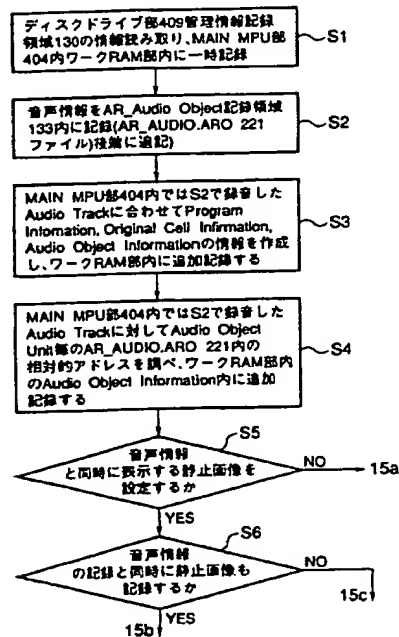 ディスクドライブ部409管理情報記録
領域130の情報読み取り、MAIN MPU部
404内ワークRAM部内に一時記録
S1
音声情報をAR_Audio Object記録領域
133内に記録(AR_AUDIO.ARO 221
ファイル)後端に追記)
S2
MAIN MPU部404内ではS2で録音した
Audio Trackに合わせてProgram
Infomation, Original Cell Infirmation,
Audio Object Informationの情報を作成
し、ワークRAM部内に追加記録する
S3
MAIN MPU部404内ではS2で録音した
Audio Trackに対してAudio Object
Unit毎のAR_AUDIO.ARO 221内の
相対的アドレスを調べ、ワークRAM部内
のAudio Object Information内に追加
記録する
S4
S5
音声情報
と同時に表示する静止画像を
設定するか
NO
15a
YES
S6
音声情報
の記録と同時に静止画像も
記録するか
NO
15c
YES
15b